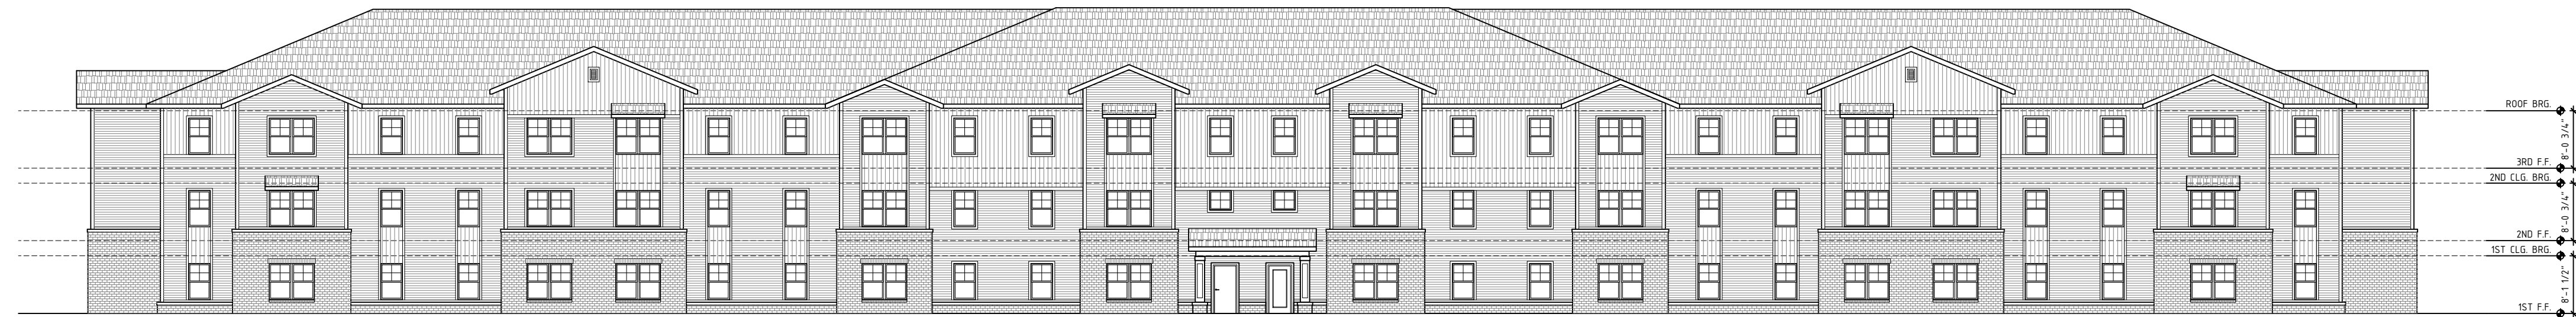 ROOF BRG.
8'-0 3/4"
3RD F.F.
2ND CLG. BRG.
8'-0 3/4"
2ND F.F.
1ST CLG. BRG.
8'-1 1/2"
1ST F.F.